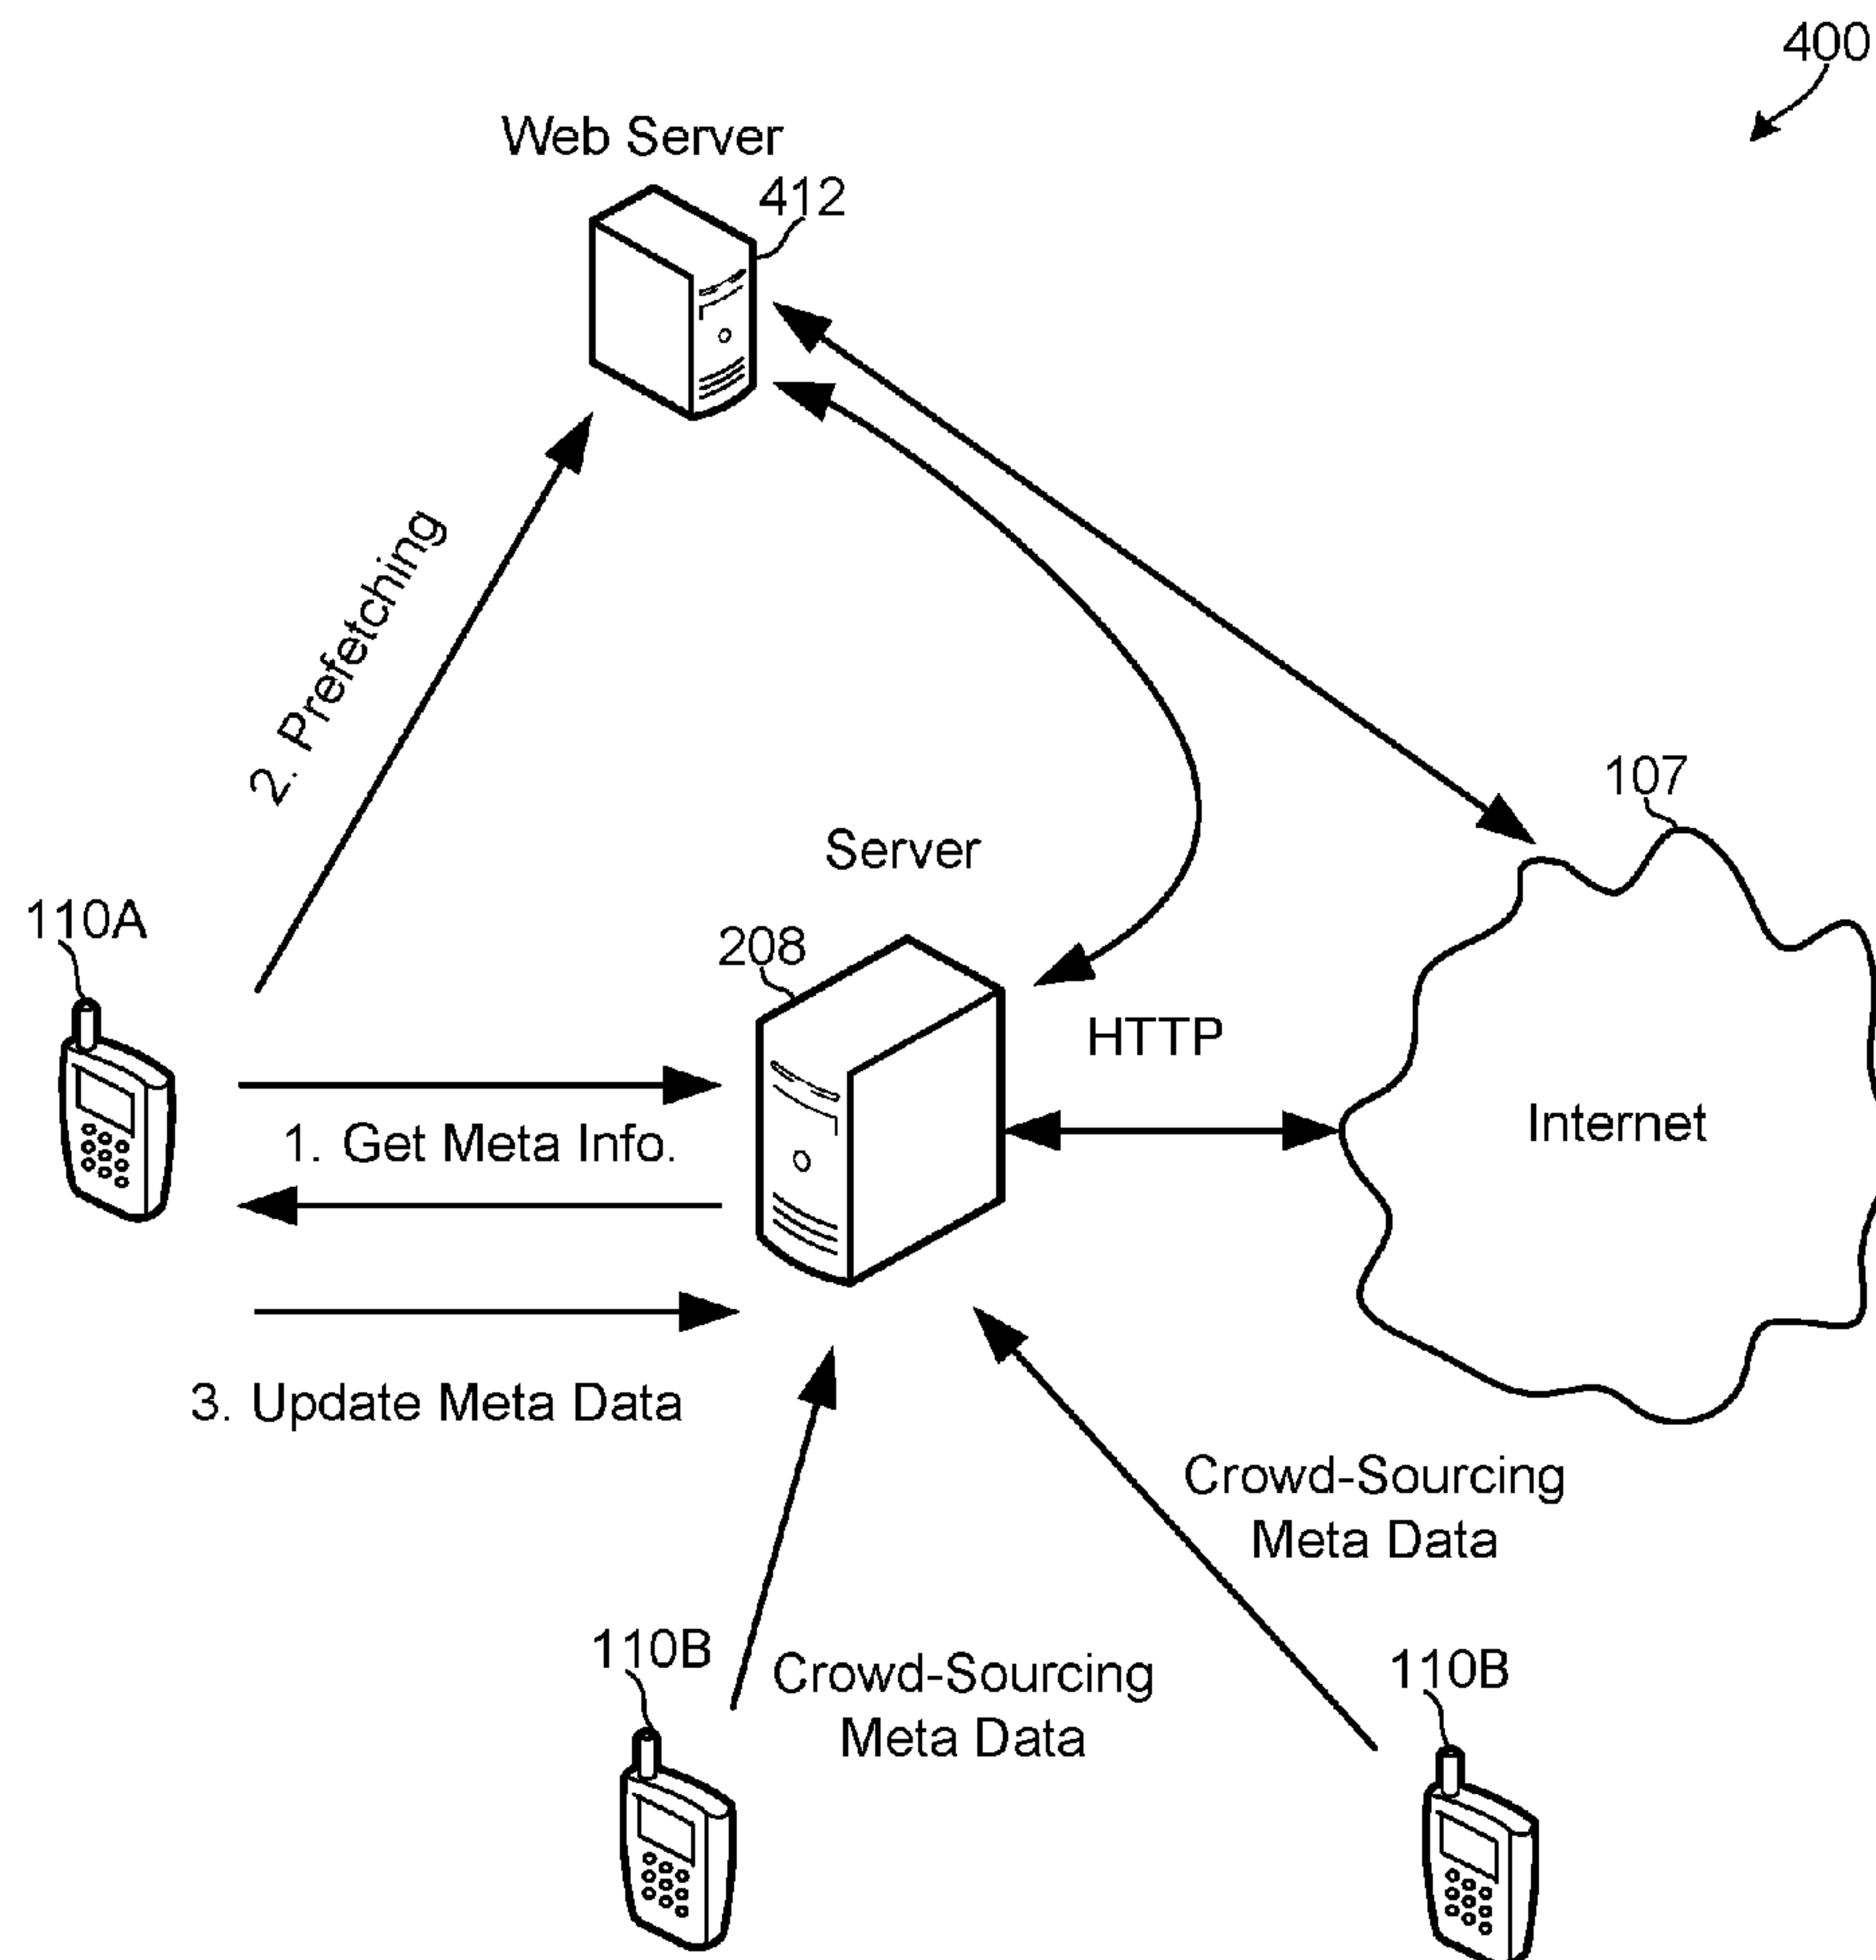 400
Web Server
412
2. Prefetching
107
Server
110A
208
HTTP
Internet
1. Get Meta Info.
3. Update Meta Data
Crowd-Sourcing
Meta Data
110B
Crowd-Sourcing
Meta Data
110B